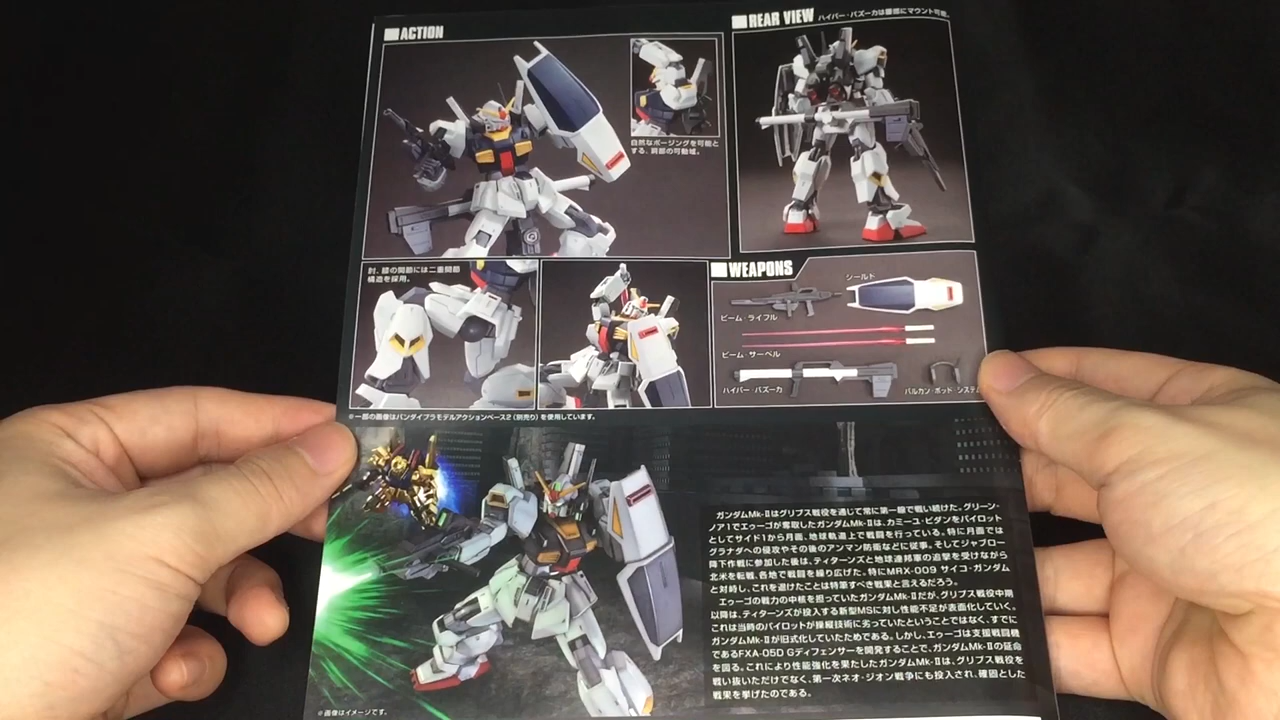 ACTION
自然なポージングを可能と
する、肩部の可動域。
肘、膝の関節には二重関節
構造を採用。
※一部の画像はバンダイプラモデルアクションベース2(別売り)を使用しています。
REAR VIEW ハイパー・バズーカは腰部にマウント可能。
WEAPONS
シールド
ビーム・ライフル
ビーム・サーベル
ハイパー・バズーカ
バルカン・ポッド・システム
ガンダムMk-Ⅱはグリプス戦役を通じて常に第一線で戦い続けた。グリーン・
ノア1でエゥーゴが奪取したガンダムMk-Ⅱは、カミーユ・ビダンをパイロット
としてサイド1から月面、地球軌道上で戦闘を行っている。特に月面では
グラナダへの侵攻やその後のアンマン防衛などに従事。そしてジャブロー
降下作戦に参加した後は、ティターンズと地球連邦軍の追撃を受けながら
北米を転戦、各地で戦闘を繰り広げた。特にMRX-009 サイコ・ガンダム
と対峙し、これを退けたことは特筆すべき戦果と言えるだろう。
エゥーゴの戦力の中核を担っていたガンダムMk-Ⅱだが、グリプス戦役中期
以降は、ティターンズが投入する新型MSに対し性能不足が表面化していく。
これは当時のパイロットが操縦技術に劣っていたということではなく、すでに
ガンダムMk-Ⅱが旧式化していたためである。しかし、エゥーゴは支援戦闘機
であるFXA-05D Gディフェンサーを開発することで、ガンダムMk-Ⅱの延命
を図る。これにより性能強化を果たしたガンダムMk-Ⅱは、グリプス戦役を
戦い抜いただけでなく、第一次ネオ・ジオン戦争にも投入され、確固とした
戦果を挙げたのである。
※画像はイメージです。